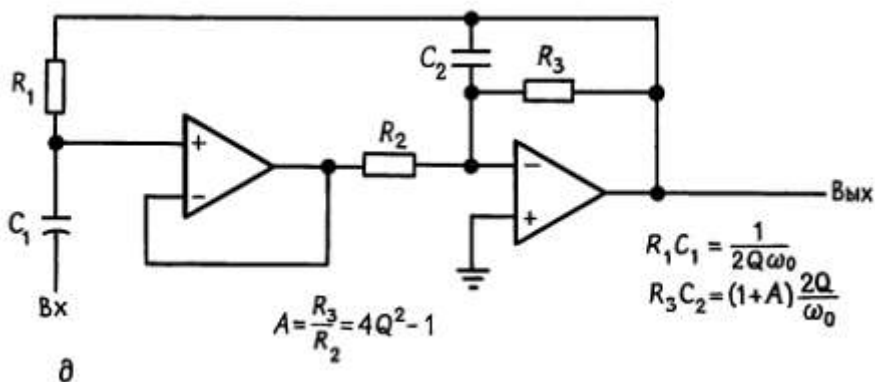 C₂
R₃
R₁
+
−
R₂
−
+
C₁
Вх
Вых
R₁C₁ = 1/(2Qω₀)
R₃C₂ = (1+A) 2Q/ω₀
A = R₃/R₂ = 4Q² − 1
д